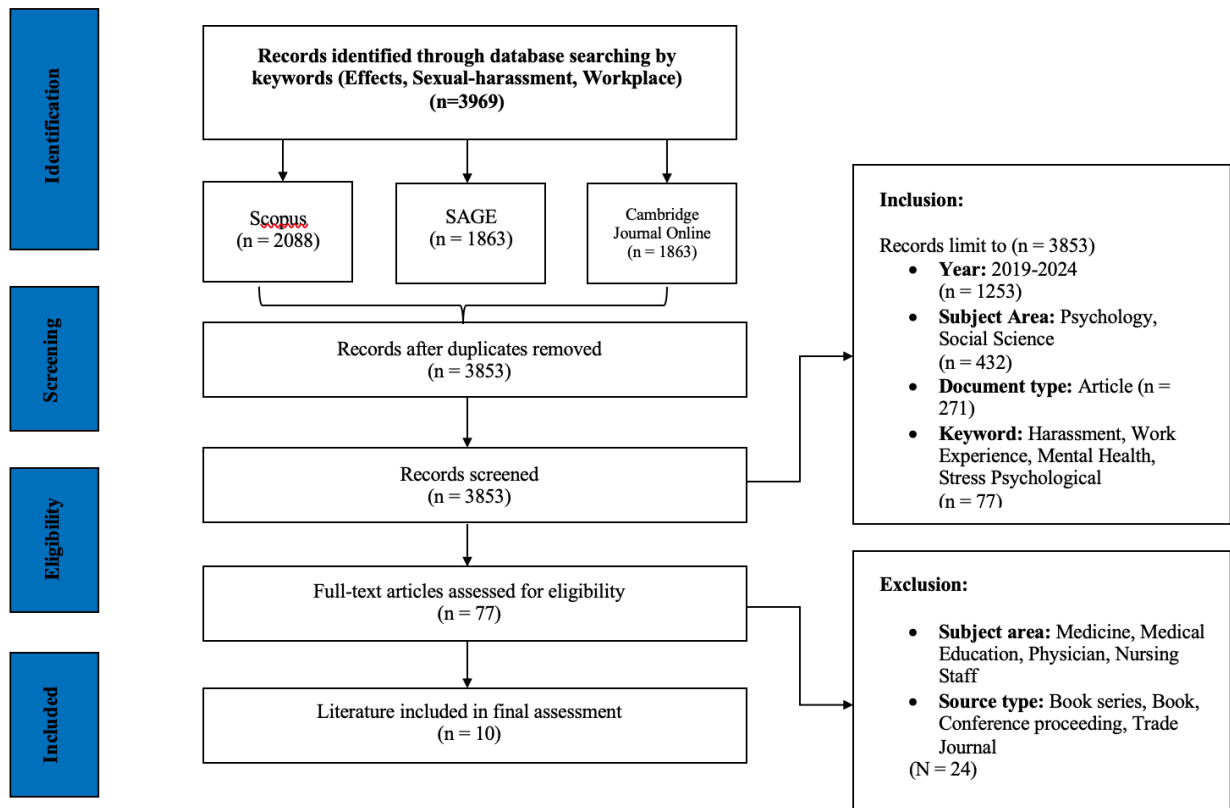 Identification
Records identified through database searching by
keywords (Effects, Sexual-harassment, Workplace)
(n=3969)
Scopus
(n = 2088)
SAGE
(n = 1863)
Cambridge
Journal Online
(n = 1863)
Screening
Records after duplicates removed
(n = 3853)
Records screened
(n = 3853)
Inclusion:
Records limit to (n = 3853)
• Year: 2019-2024
(n = 1253)
• Subject Area: Psychology,
Social Science
(n = 432)
• Document type: Article (n =
271)
• Keyword: Harassment, Work
Experience, Mental Health,
Stress Psychological
(n = 77)
Eligibility
Full-text articles assessed for eligibility
(n = 77)
Exclusion:
• Subject area: Medicine, Medical
Education, Physician, Nursing
Staff
• Source type: Book series, Book,
Conference proceeding, Trade
Journal
(N = 24)
Included
Literature included in final assessment
(n = 10)